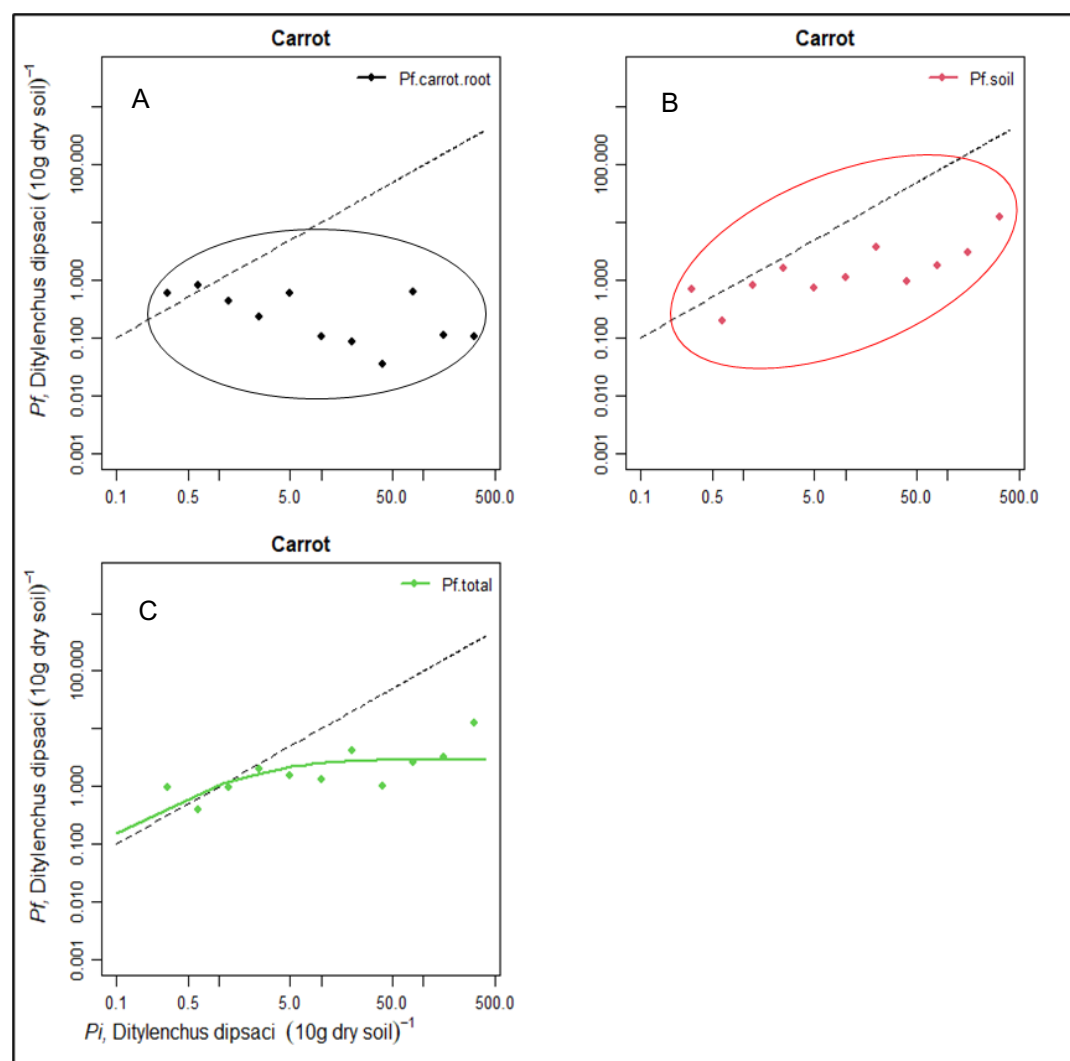 Carrot
A
Pf.carrot.root
Pf, Ditylenchus dipsaci (10g dry soil)⁻¹
100.000
1.000
0.100
0.010
0.001
0.1 0.5 5.0 50.0 500.0
Carrot
B
Pf.soil
100.000
1.000
0.100
0.010
0.001
0.1 0.5 5.0 50.0 500.0
Carrot
C
Pf.total
Pf, Ditylenchus dipsaci (10g dry soil)⁻¹
100.000
1.000
0.100
0.010
0.001
0.1 0.5 5.0 50.0 500.0
Pi, Ditylenchus dipsaci (10g dry soil)⁻¹